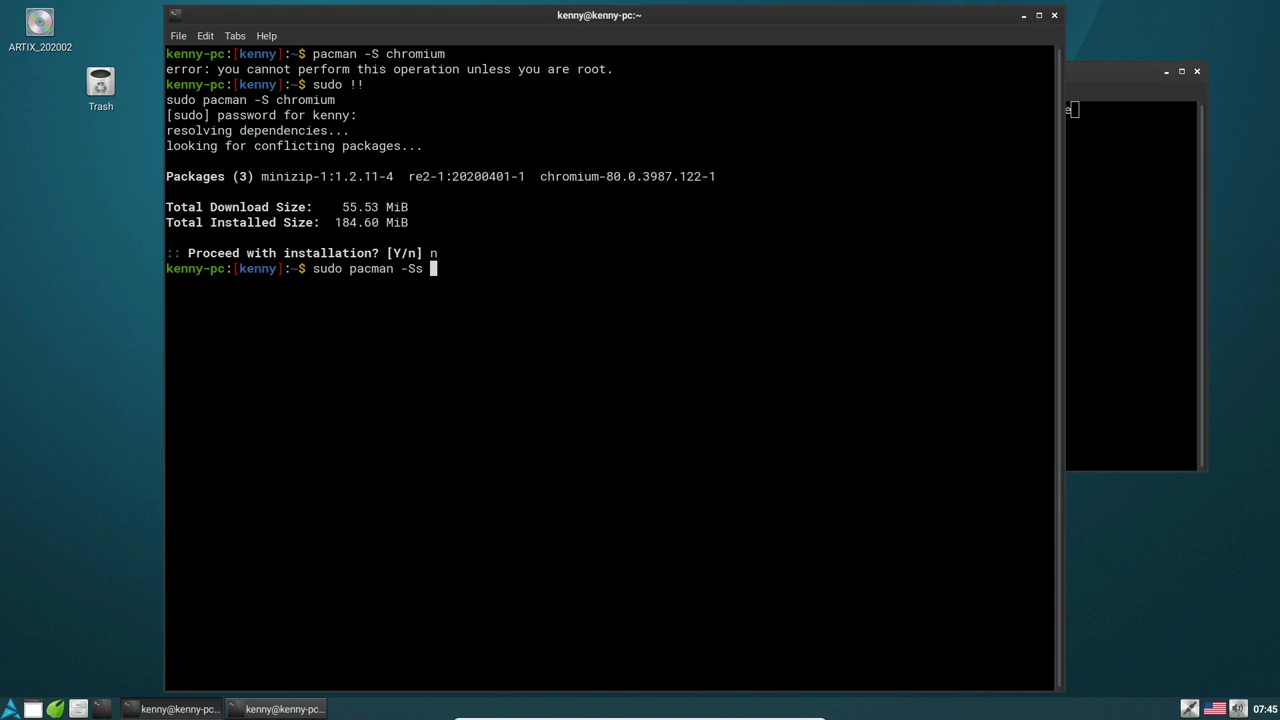 kenny@kenny-pc:~
File Edit Tabs Help
kenny-pc:[kenny]:~$ pacman -S chromium
error: you cannot perform this operation unless you are root.
kenny-pc:[kenny]:~$ sudo !!
sudo pacman -S chromium
[sudo] password for kenny:
resolving dependencies...
looking for conflicting packages...
Packages (3) minizip-1:1.2.11-4  re2-1:20200401-1  chromium-80.0.3987.122-1
Total Download Size:    55.53 MiB
Total Installed Size:  184.60 MiB
:: Proceed with installation? [Y/n] n
kenny-pc:[kenny]:~$ sudo pacman -Ss
e
ARTIX_202002
Trash
kenny@kenny-pc... kenny@kenny-pc... 07:45